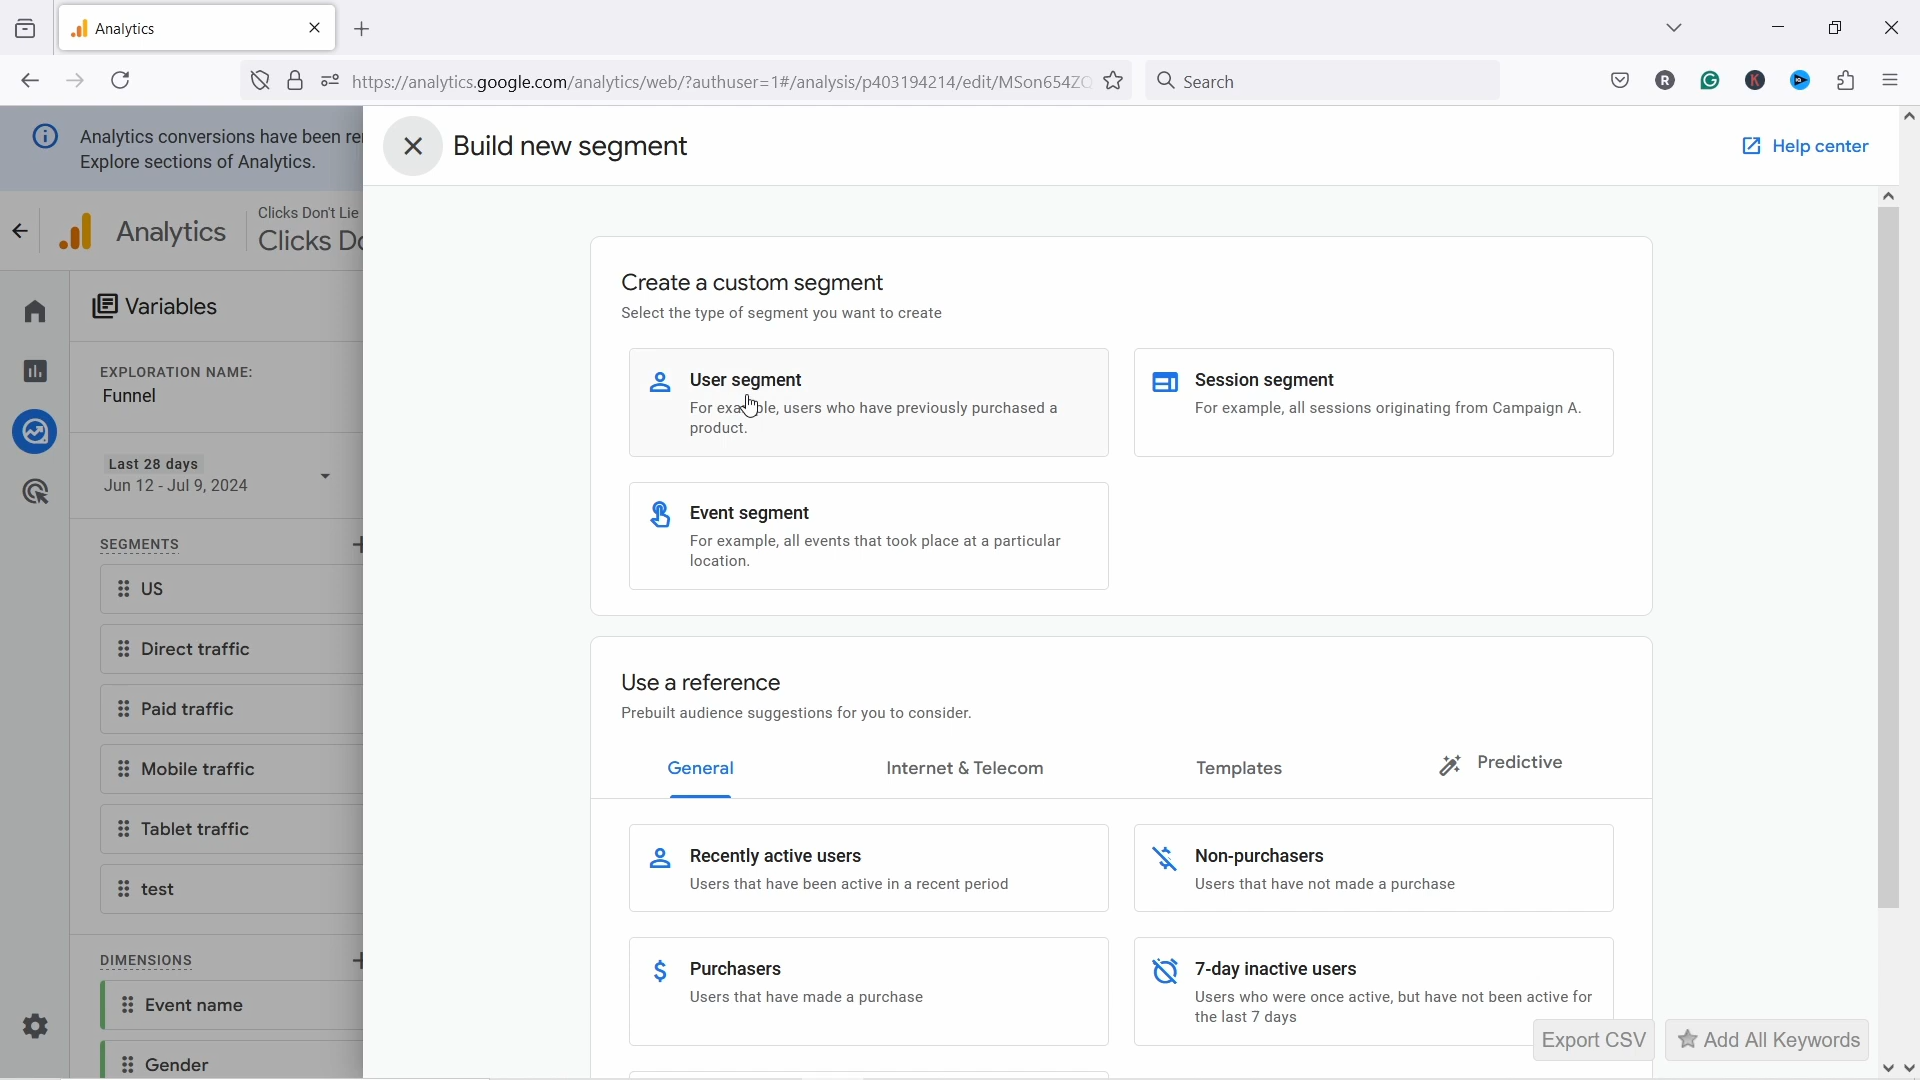 Analytics
https://analytics.google.com/analytics/web/?authuser=1#/analysis/p403194214/edit/MSon654ZQ
Search
Analytics conversions have been re
Explore sections of Analytics.
Build new segment
Help center
Analytics
Clicks Don't Lie
Clicks Do
Variables
EXPLORATION NAME:
Funnel
Last 28 days
Jun 12 - Jul 9, 2024
SEGMENTS
US
Direct traffic
Paid traffic
Mobile traffic
Tablet traffic
test
DIMENSIONS
Event name
Gender
Create a custom segment
Select the type of segment you want to create
User segment
For example, users who have previously purchased a
product.
Session segment
For example, all sessions originating from Campaign A.
Event segment
For example, all events that took place at a particular
location.
Use a reference
Prebuilt audience suggestions for you to consider.
General
Internet & Telecom
Templates
Predictive
Recently active users
Users that have been active in a recent period
Non-purchasers
Users that have not made a purchase
Purchasers
Users that have made a purchase
7-day inactive users
Users who were once active, but have not been active for
the last 7 days
Export CSV
Add All Keywords